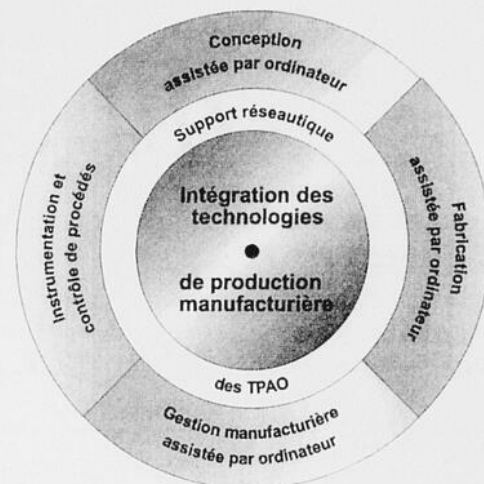 Conception
assistée par ordinateur
Support réseautique
Instrumentation et
contrôle de procédés
Intégration des
technologies
de production
manufacturière
Fabrication
assistée par ordinateur
des TPAO
Gestion manufacturière
assistée par ordinateur